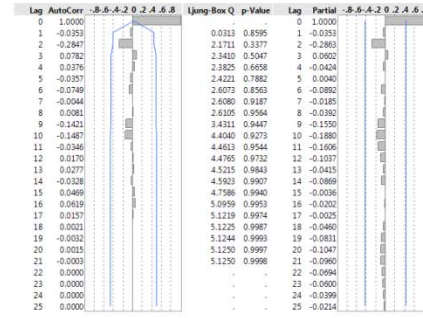 Lag AutoCorr -.8-.6-.4-.2 0 .2 .4 .6 .8 Ljung-Box Q p-Value Lag Partial -.8-.6-.4-.2 0 .2 .4 .6 .8
0 1.0000 . . 0 1.0000
1 -0.0353 0.0313 0.8595 1 -0.0353
2 -0.2847 2.1711 0.3377 2 -0.2863
3 0.0782 2.3410 0.5047 3 0.0602
4 0.0376 2.3825 0.6658 4 -0.0424
5 -0.0357 2.4221 0.7882 5 0.0040
6 -0.0749 2.6073 0.8563 6 -0.0892
7 -0.0044 2.6080 0.9187 7 -0.0185
8 0.0081 2.6105 0.9564 8 -0.0392
9 -0.1421 3.4311 0.9447 9 -0.1550
10 -0.1487 4.4040 0.9273 10 -0.1880
11 -0.0346 4.4613 0.9544 11 -0.1606
12 0.0170 4.4765 0.9732 12 -0.1037
13 0.0277 4.5215 0.9843 13 -0.0415
14 -0.0328 4.5923 0.9907 14 -0.0869
15 0.0469 4.7586 0.9940 15 -0.0036
16 0.0619 5.0959 0.9953 16 -0.0202
17 0.0157 5.1219 0.9974 17 -0.0025
18 0.0021 5.1225 0.9987 18 -0.0460
19 -0.0032 5.1244 0.9993 19 -0.0831
20 0.0015 5.1250 0.9997 20 -0.1047
21 -0.0003 5.1250 0.9998 21 -0.0960
22 0.0000 . . 22 -0.0694
23 0.0000 . . 23 -0.0600
24 0.0000 . . 24 -0.0399
25 0.0000 . . 25 -0.0214